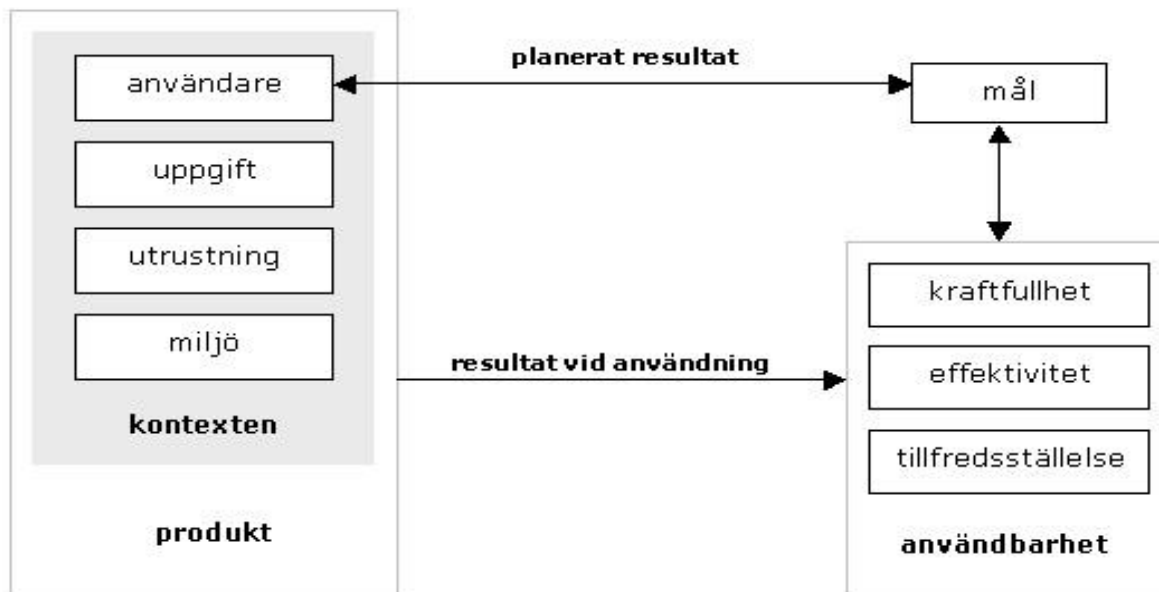 användare
uppgift
utrustning
miljö
kontexten
produkt
planerat resultat
resultat vid användning
mål
kraftfullhet
effektivitet
tillfredsställelse
användbarhet